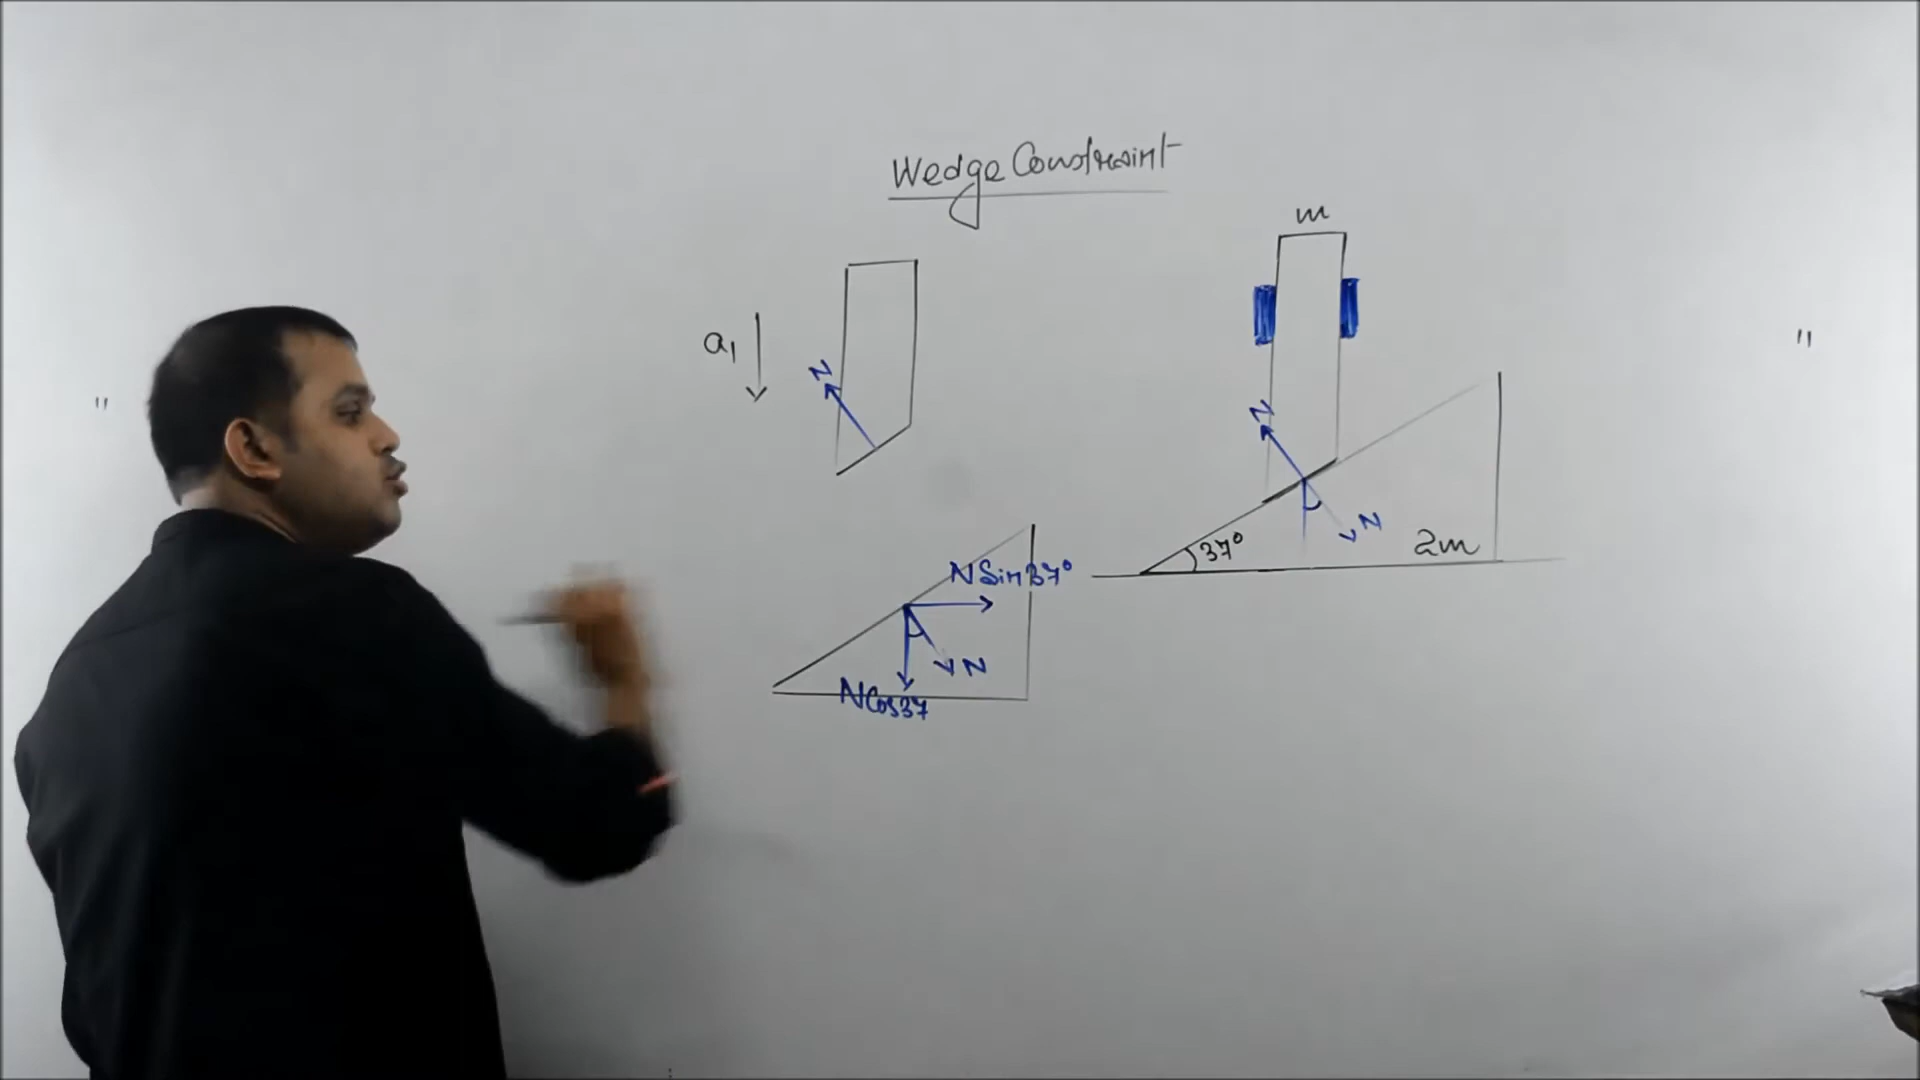 Wedge Constraint
m
a₁
N
N
37°
N
2m
N Sin 37°
N
N Cos 37